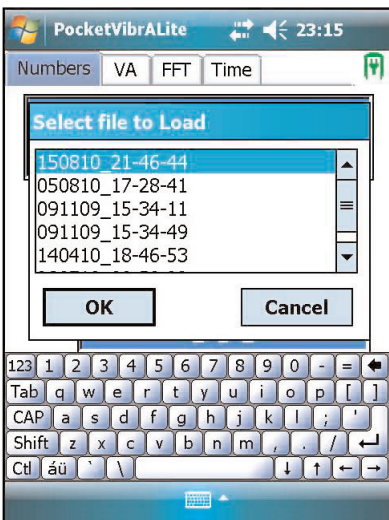 PocketVibrALite 23:15
Numbers VA FFT Time
Select file to Load
150810_21-46-44
050810_17-28-41
091109_15-34-11
091109_15-34-49
140410_18-46-53
OK Cancel
123 1 2 3 4 5 6 7 8 9 0 - =
Tab q w e r t y u i o p [ ]
CAP a s d f g h j k l ; '
Shift z x c v b n m , . /
Ctl áü ` \